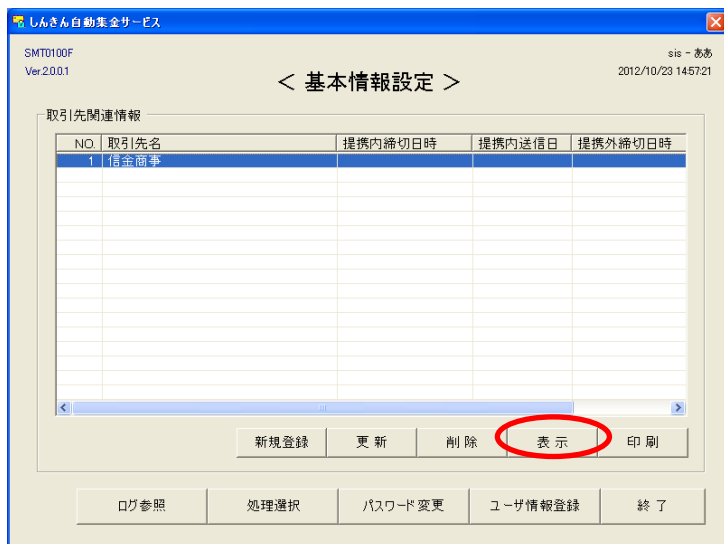 しんきん自動集金サービス
SMT0100F
sis - ああ
Ver.2.0.0.1
2012/10/23 14:57:21
＜ 基本情報設定 ＞
取引先関連情報
NO. 取引先名 提携内締切日時 提携内送信日 提携外締切日時
1 信金商事
新規登録 更 新 削 除 表 示 印 刷
ログ参照 処理選択 パスワード変更 ユーザ情報登録 終 了